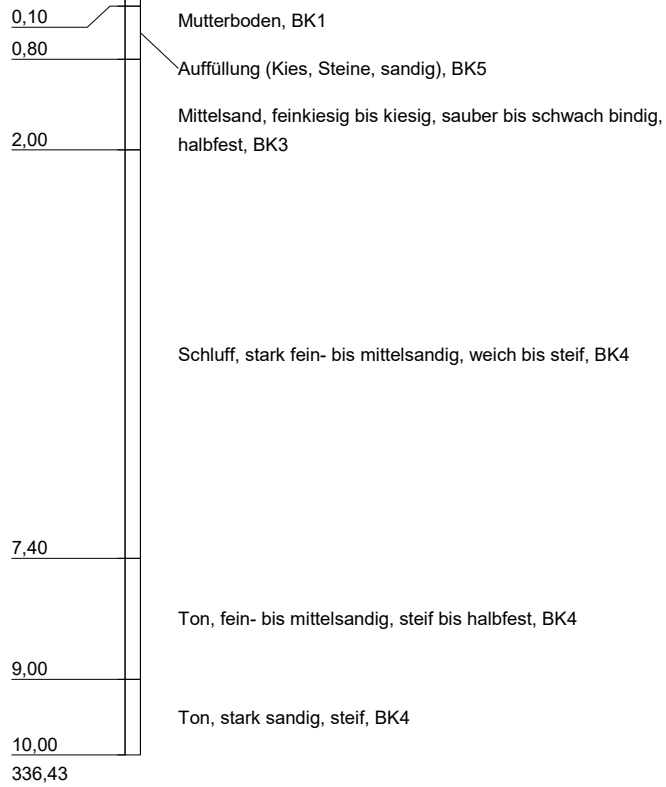 0,10
Mutterboden, BK1
0,80
Auffüllung (Kies, Steine, sandig), BK5
Mittelsand, feinkiesig bis kiesig, sauber bis schwach bindig,
halbfest, BK3
2,00
Schluff, stark fein- bis mittelsandig, weich bis steif, BK4
7,40
Ton, fein- bis mittelsandig, steif bis halbfest, BK4
9,00
Ton, stark sandig, steif, BK4
10,00
336,43